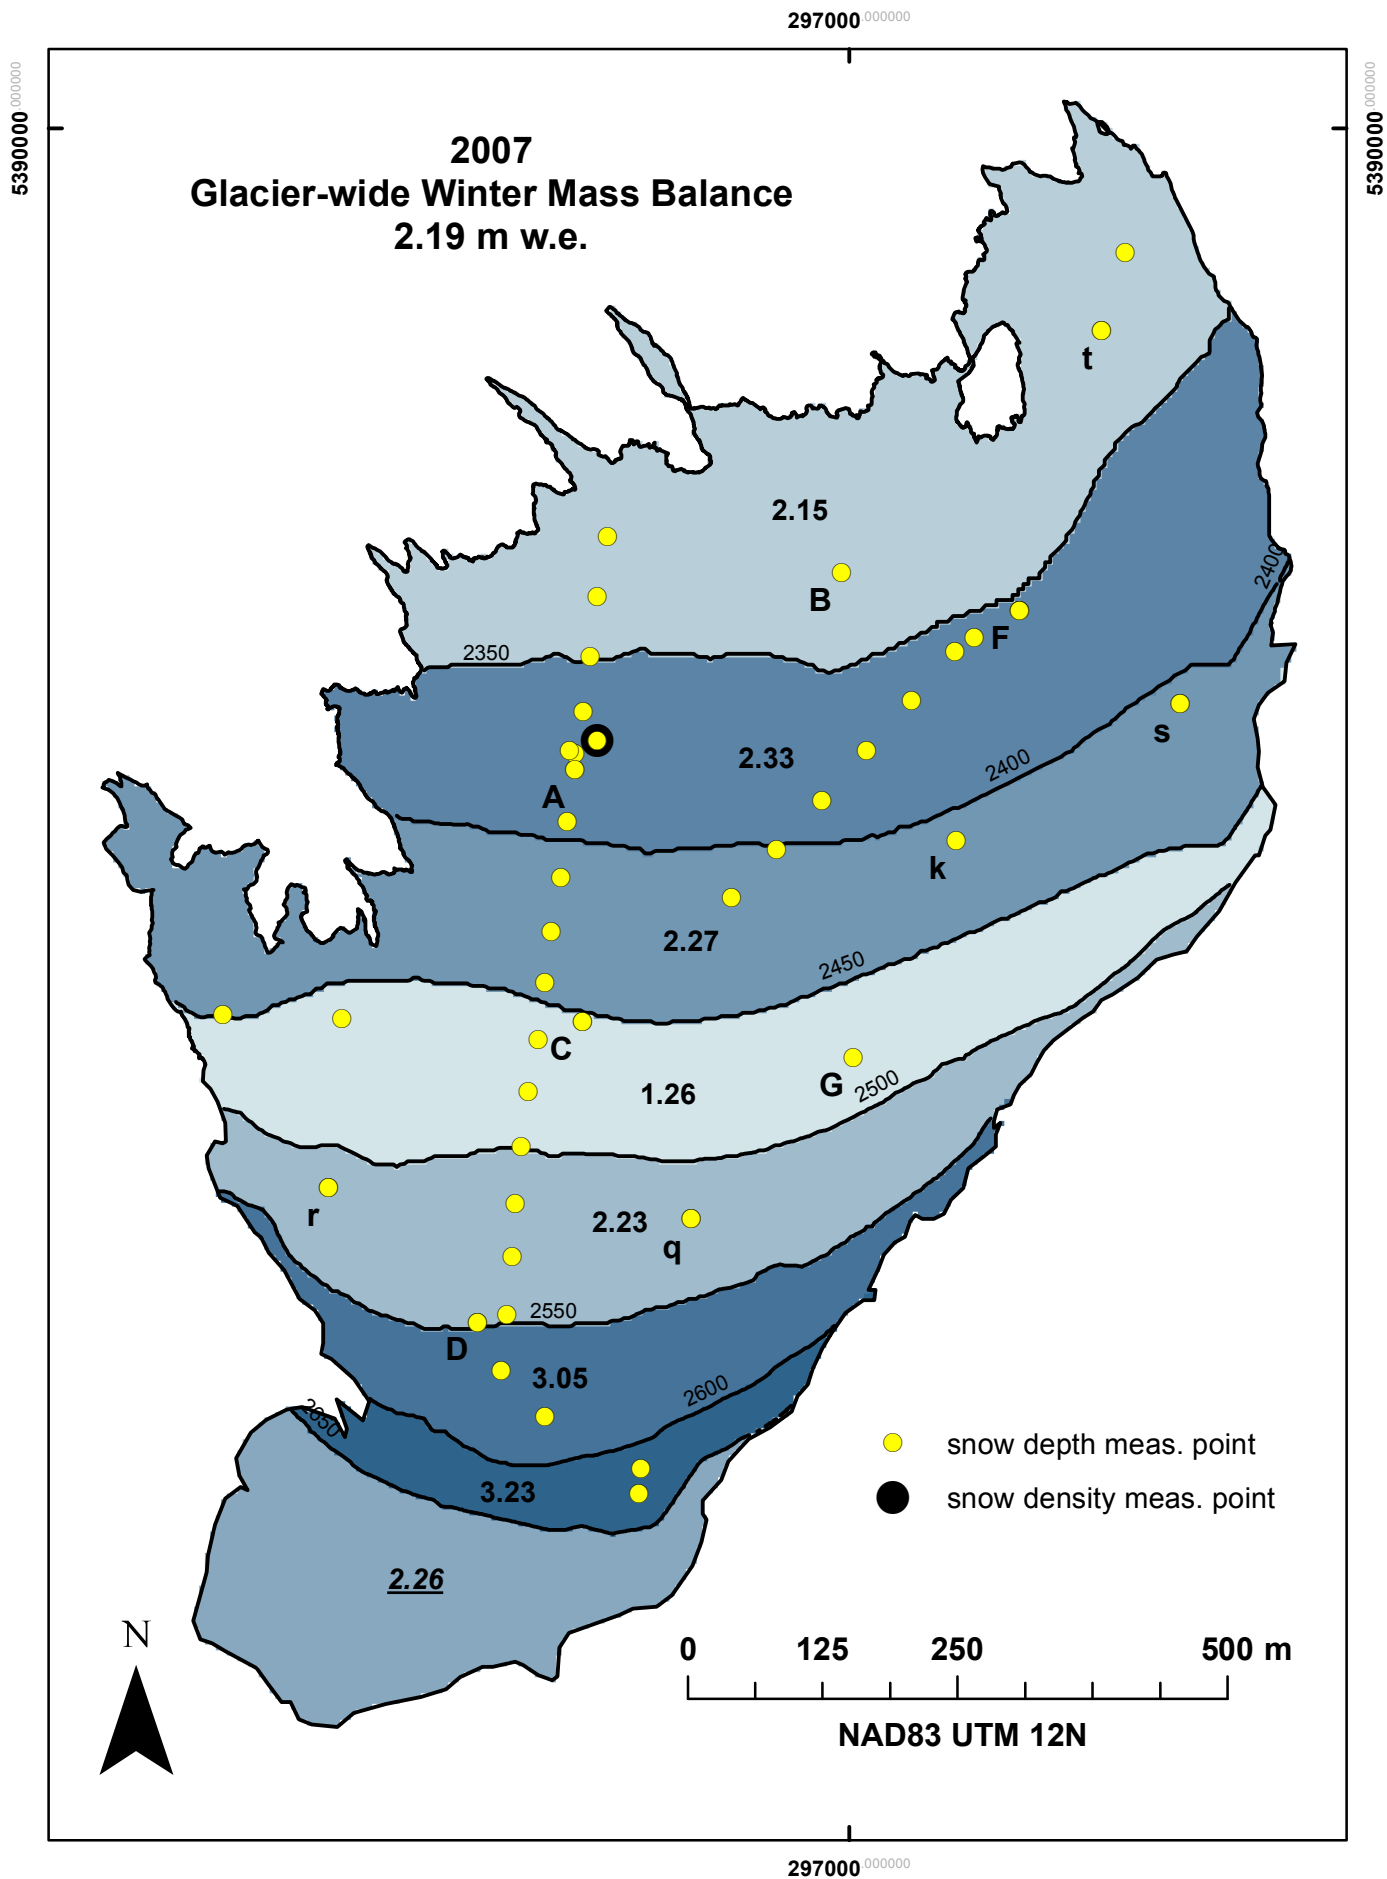 297000.000000
5390000.000000
5390000.000000
2007
Glacier-wide Winter Mass Balance
2.19 m w.e.
t
2.15
B
2400
F
2350
s
2.33
2400
A
k
2.27
2450
C
G
2500
1.26
r
2.23
q
2550
D
3.05
2600
2650
snow depth meas. point
3.23
snow density meas. point
2.26
N
0 125 250 500 m
NAD83 UTM 12N
297000.000000